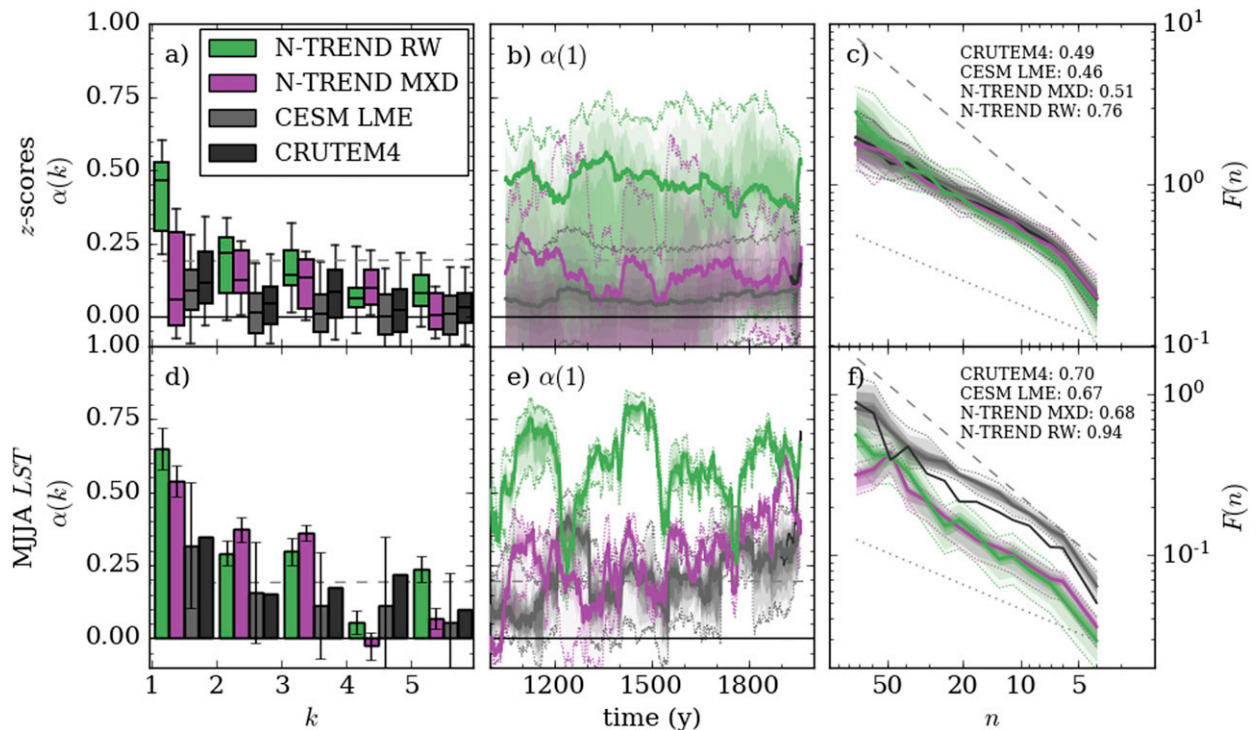 1.00
0.75
0.50
0.25
0.00
z-scores
α(k)
a)
N-TREND RW
N-TREND MXD
CESM LME
CRUTEM4
b) α(1)
c)
CRUTEM4: 0.49
CESM LME: 0.46
N-TREND MXD: 0.51
N-TREND RW: 0.76
10¹
10⁰
10⁻¹
F(n)
1.00
0.75
0.50
0.25
0.00
MJJA LST
α(k)
d)
1 2 3 4 5
k
e) α(1)
1200 1500 1800
time (y)
f)
CRUTEM4: 0.70
CESM LME: 0.67
N-TREND MXD: 0.68
N-TREND RW: 0.94
10⁰
10⁻¹
F(n)
50 20 10 5
n